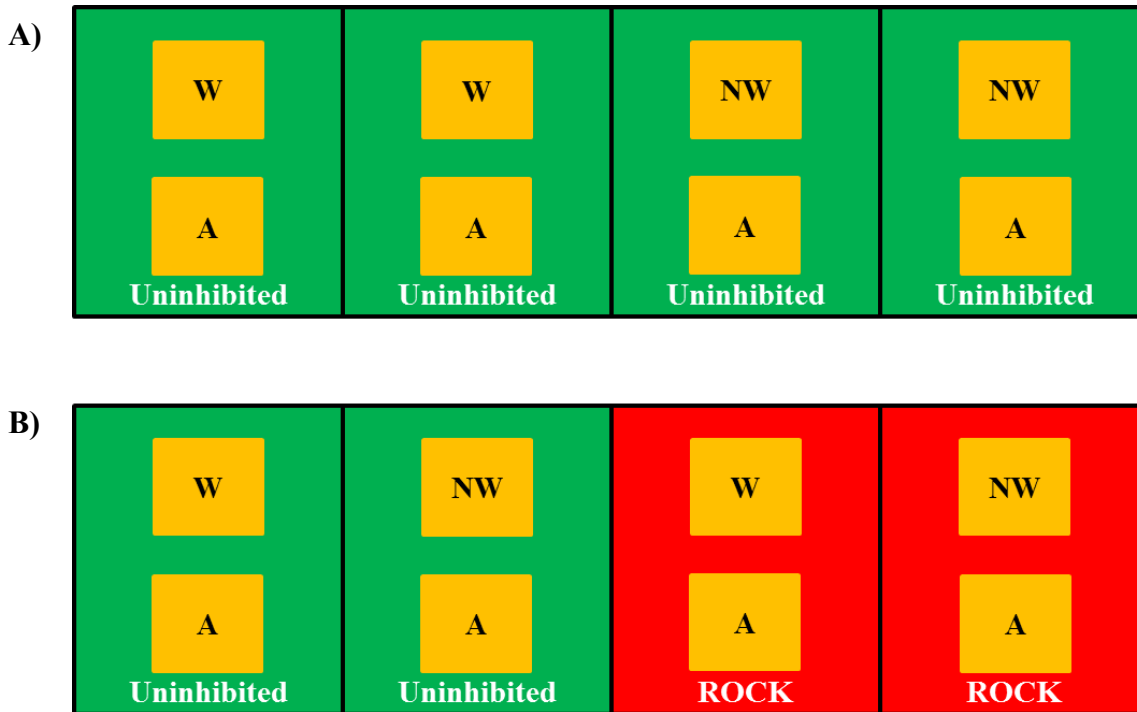 A)
W W NW NW
A A A A
Uninhibited Uninhibited Uninhibited Uninhibited
B)
W NW W NW
A A A A
Uninhibited Uninhibited ROCK ROCK